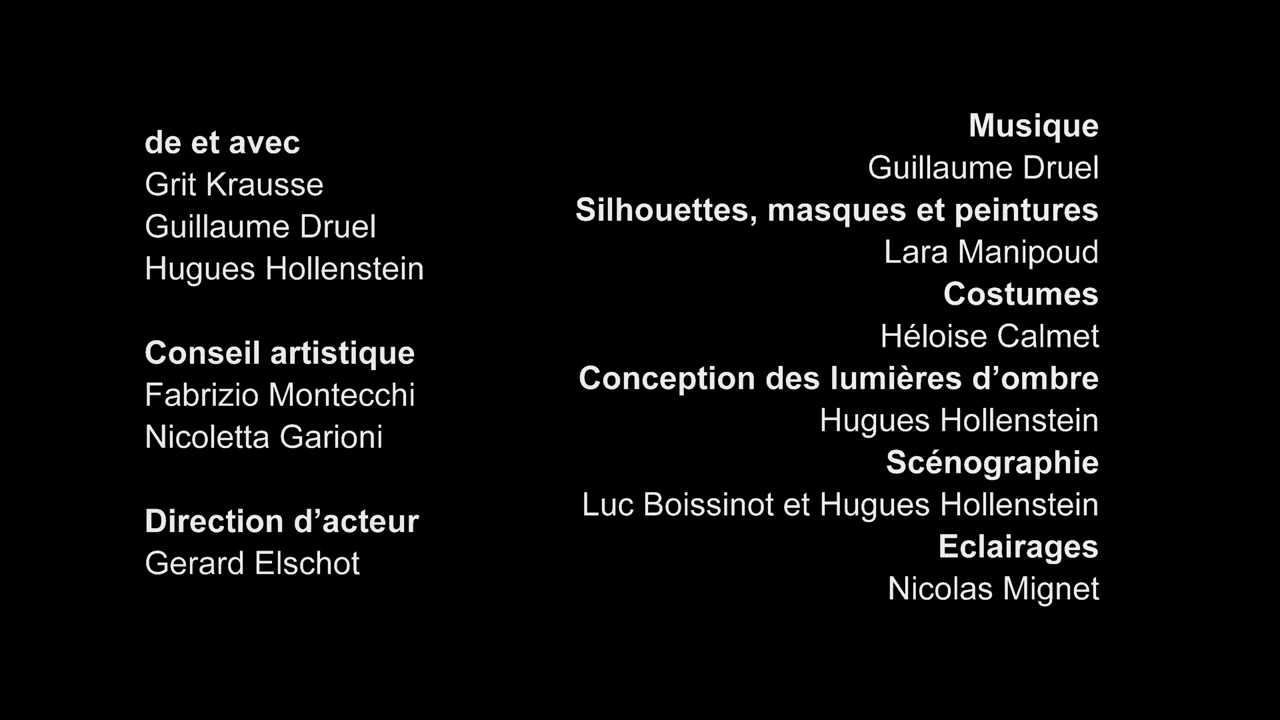 de et avec
Grit Krausse
Guillaume Druel
Hugues Hollenstein
Conseil artistique
Fabrizio Montecchi
Nicoletta Garioni
Direction d’acteur
Gerard Elschot
Musique
Guillaume Druel
Silhouettes, masques et peintures
Lara Manipoud
Costumes
Héloise Calmet
Conception des lumières d’ombre
Hugues Hollenstein
Scénographie
Luc Boissinot et Hugues Hollenstein
Eclairages
Nicolas Mignet